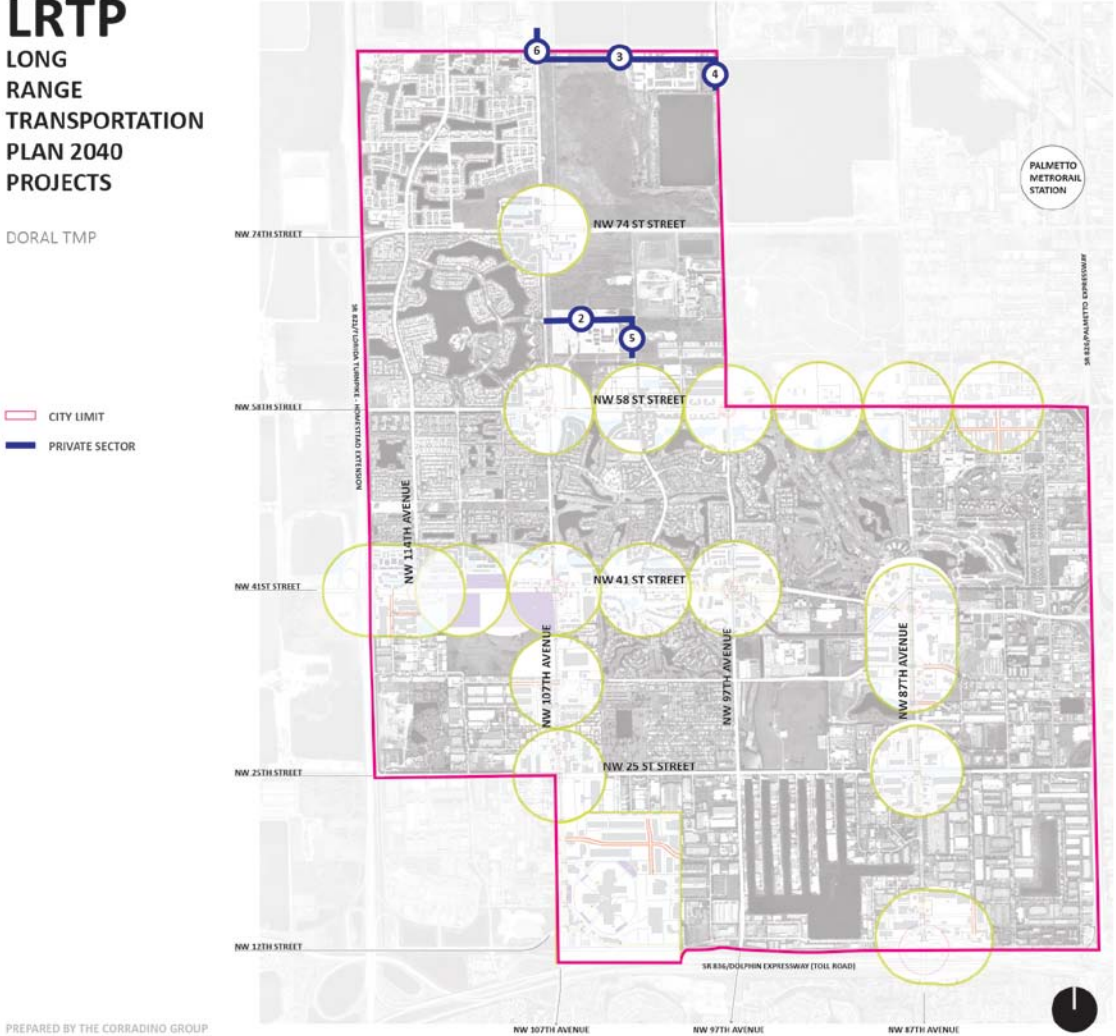 LRTP
LONG
RANGE
TRANSPORTATION
PLAN 2040
PROJECTS
DORAL TMP
CITY LIMIT
PRIVATE SECTOR
6
3
4
PALMETTO
METRORAIL
STATION
NW 74 ST STREET
NW 74TH STREET
SR 821/FLORIDA TURNPIKE - HOMESTEAD EXTENSION
SR 826/PALMETTO EXPRESSWAY
2
5
NW 58 ST STREET
NW 58TH STREET
NW 114TH AVENUE
NW 41 ST STREET
NW 41ST STREET
NW 107TH AVENUE
NW 97TH AVENUE
NW 87TH AVENUE
NW 25 ST STREET
NW 25TH STREET
NW 12TH STREET
SR 836/DOLPHIN EXPRESSWAY (TOLL ROAD)
PREPARED BY THE CORRADINO GROUP
NW 107TH AVENUE
NW 97TH AVENUE
NW 87TH AVENUE